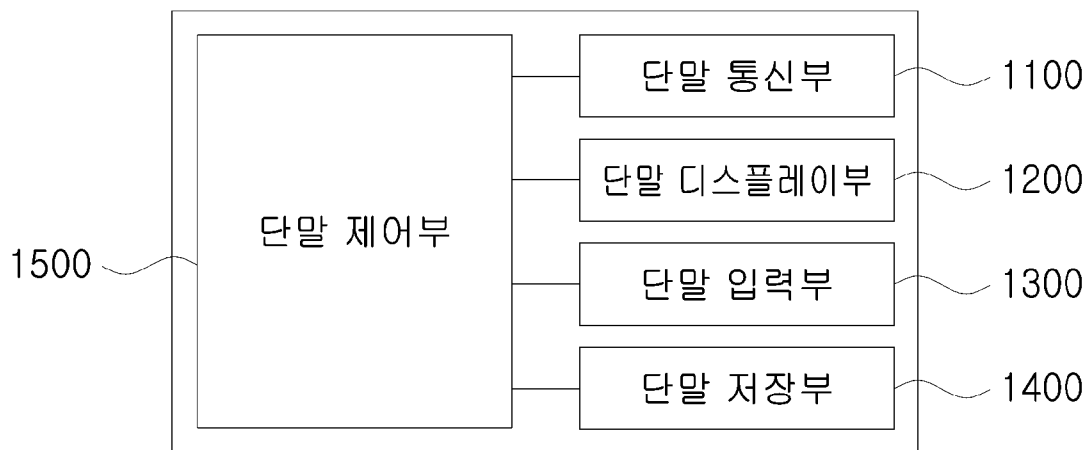 단말 통신부
1100
단말 디스플레이부
1200
단말 제어부
1500
단말 입력부
1300
단말 저장부
1400